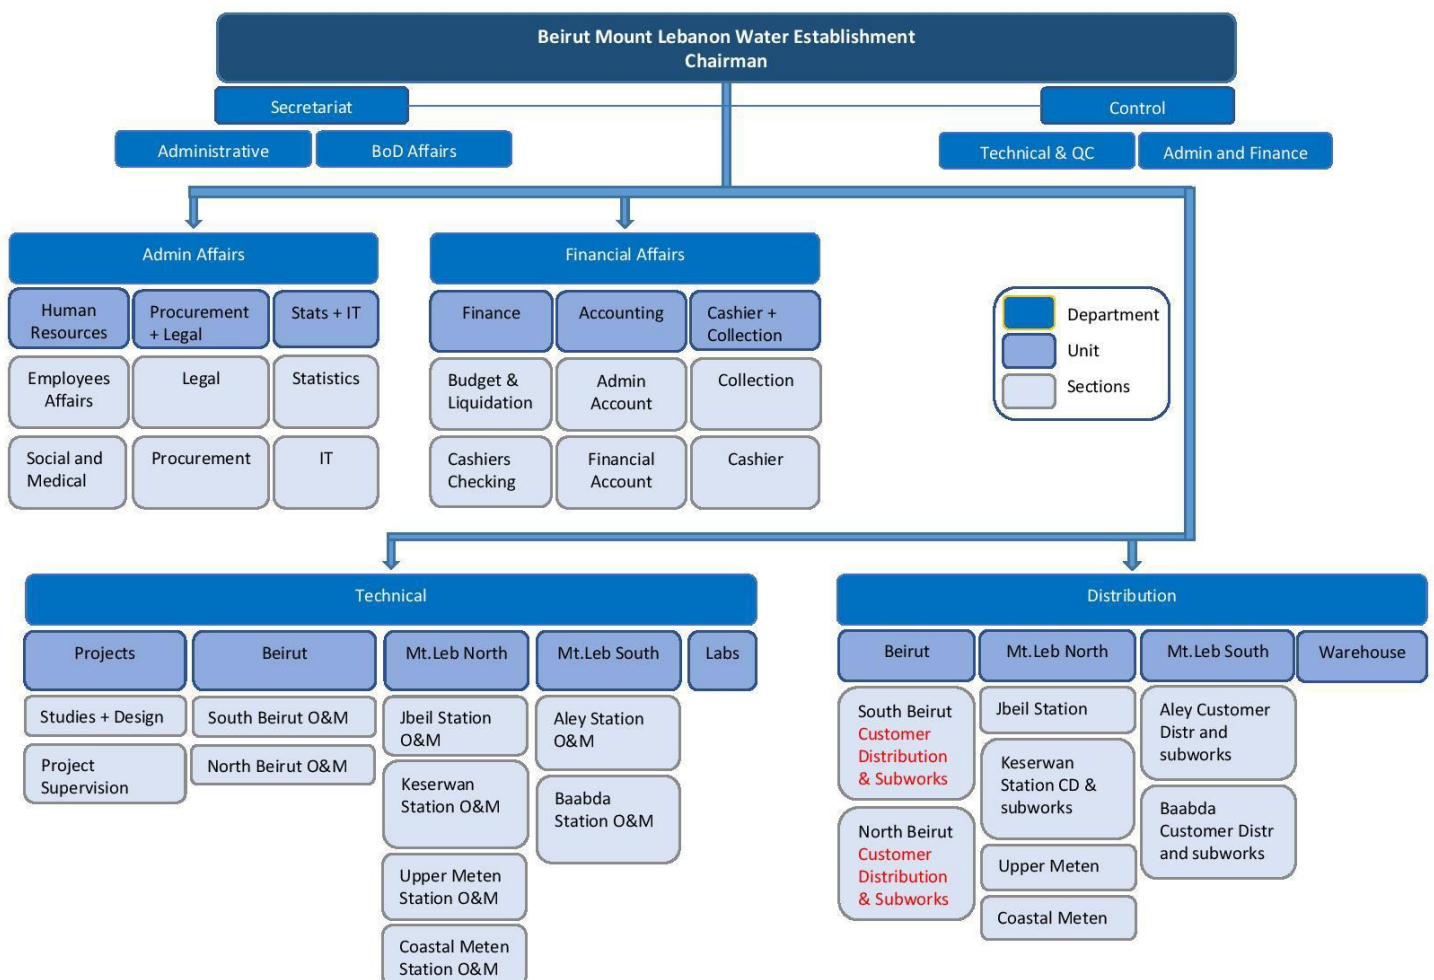 Beirut Mount Lebanon Water Establishment
Chairman
Secretariat
Control
Administrative
BoD Affairs
Technical & QC
Admin and Finance
Admin Affairs
Financial Affairs
Human
Resources
Procurement
+ Legal
Stats + IT
Finance
Accounting
Cashier +
Collection
Department
Unit
Sections
Employees
Affairs
Legal
Statistics
Budget &
Liquidation
Admin
Account
Collection
Social and
Medical
Procurement
IT
Cashiers
Checking
Financial
Account
Cashier
Technical
Distribution
Projects
Beirut
Mt.Leb North
Mt.Leb South
Labs
Beirut
Mt.Leb North
Mt.Leb South
Warehouse
Studies + Design
Project
Supervision
South Beirut O&M
North Beirut O&M
Jbeil Station
O&M
Keserwan
Station O&M
Upper Meten
Station O&M
Coastal Meten
Station O&M
Aley Station
O&M
Baabda
Station O&M
South Beirut
Customer
Distribution
& Subworks
North Beirut
Customer
Distribution
& Subworks
Jbeil Station
Keserwan
Station CD &
subworks
Upper Meten
Coastal Meten
Aley Customer
Distr and
subworks
Baabda
Customer Distr
and subworks